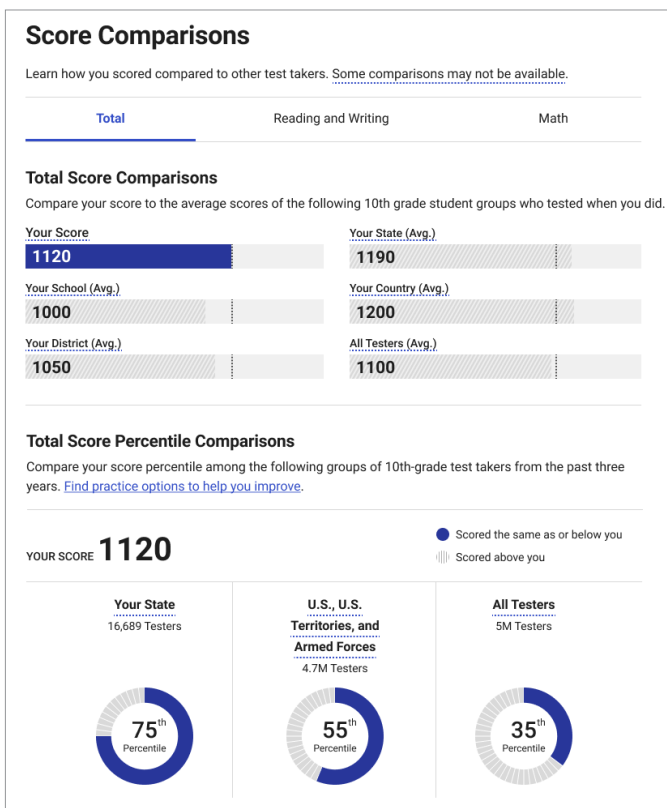 Score Comparisons
Learn how you scored compared to other test takers. Some comparisons may not be available.
Total
Reading and Writing
Math
Total Score Comparisons
Compare your score to the average scores of the following 10th grade student groups who tested when you did.
Your Score
1120
Your State (Avg.)
1190
Your School (Avg.)
1000
Your Country (Avg.)
1200
Your District (Avg.)
1050
All Testers (Avg.)
1100
Total Score Percentile Comparisons
Compare your score percentile among the following groups of 10th-grade test takers from the past three
years. Find practice options to help you improve.
YOUR SCORE 1120
Scored the same as or below you
Scored above you
Your State
16,689 Testers
75th
Percentile
U.S., U.S.
Territories, and
Armed Forces
4.7M Testers
55th
Percentile
All Testers
5M Testers
35th
Percentile